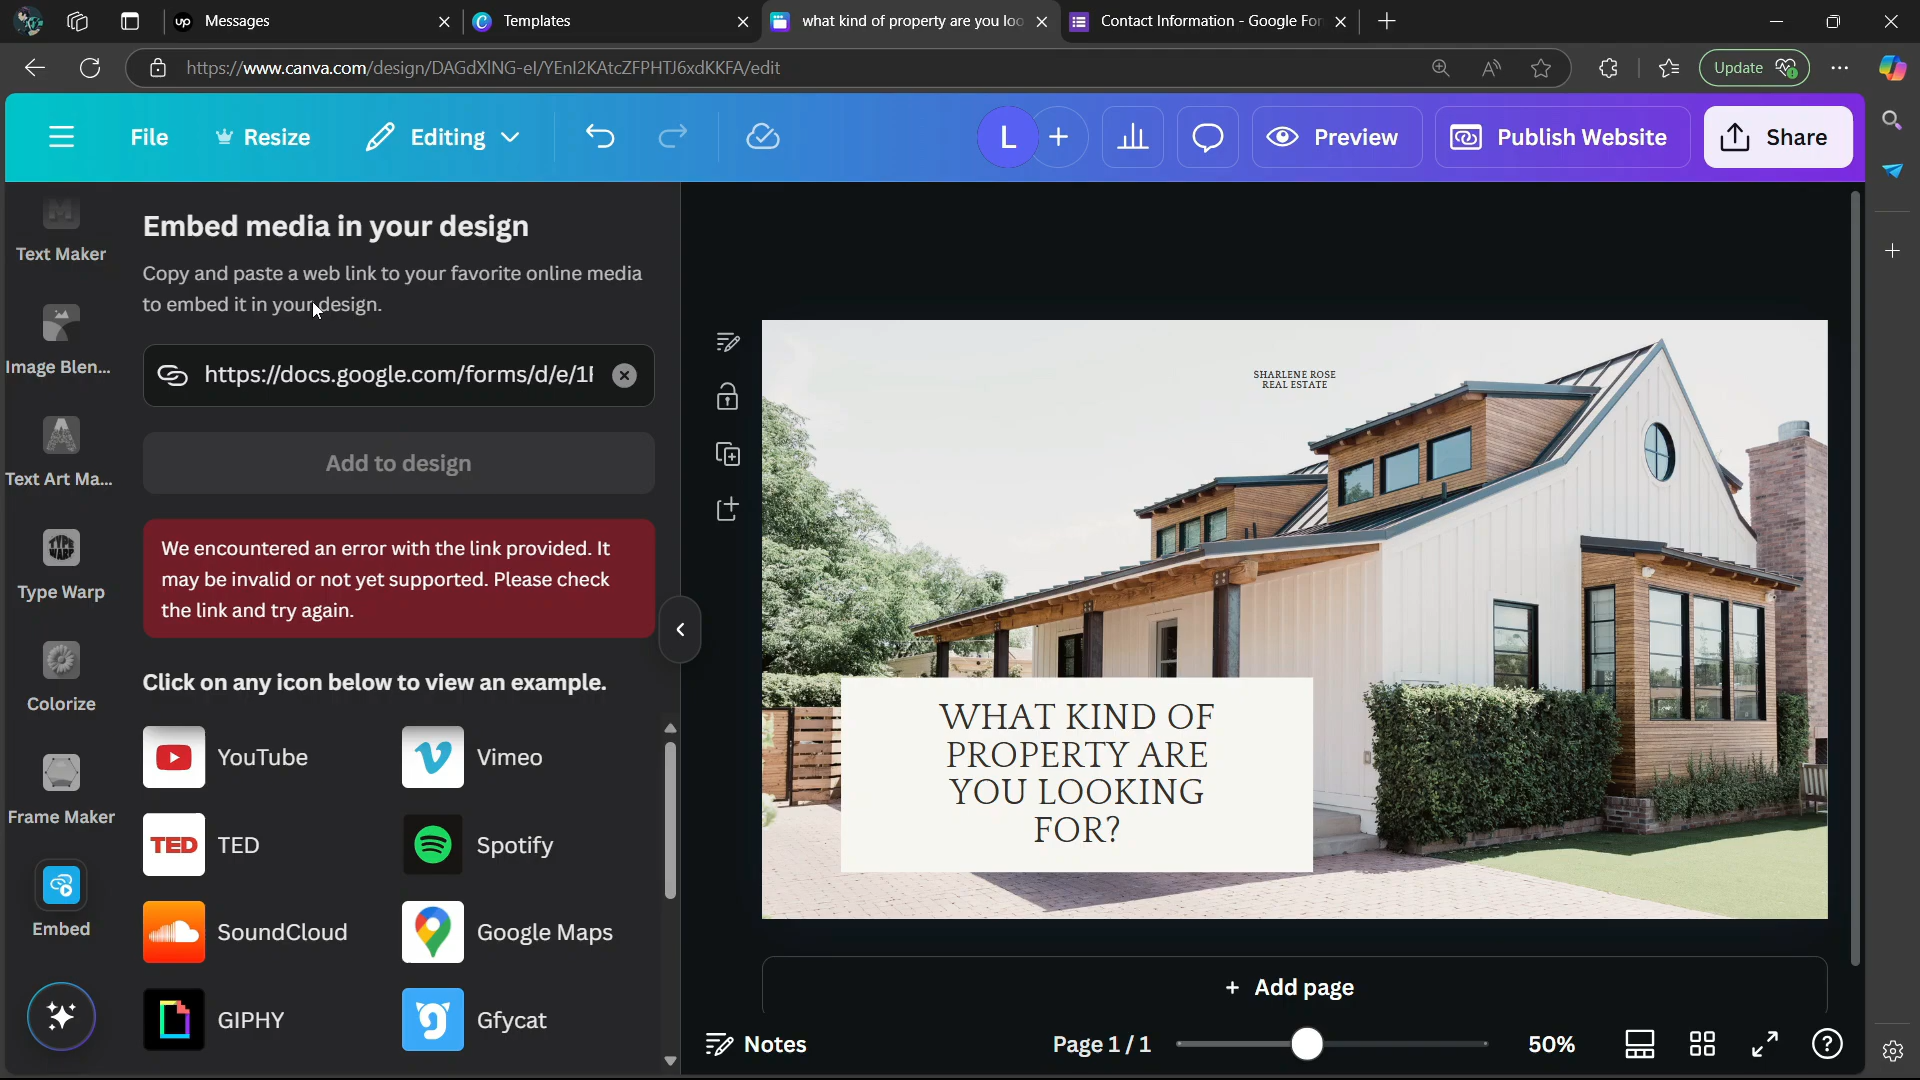 Messages
Templates
what kind of property are you loo
Contact Information - Google For
https://www.canva.com/design/DAGdXlNG-eI/YEnI2KAtcZFPHTJ6xdKKFA/edit
Update
File
Resize
Editing
L
Preview
Publish Website
Share
Text Maker
Image Blen...
Text Art Ma...
Type Warp
Colorize
Frame Maker
Embed
Embed media in your design
Copy and paste a web link to your favorite online media
to embed it in your design.
https://docs.google.com/forms/d/e/1F
Add to design
We encountered an error with the link provided. It
may be invalid or not yet supported. Please check
the link and try again.
Click on any icon below to view an example.
YouTube
Vimeo
TED
TED
Spotify
SoundCloud
Google Maps
GIPHY
Gfycat
SHARLENE ROSE
REAL ESTATE
WHAT KIND OF
PROPERTY ARE
YOU LOOKING
FOR?
+ Add page
Notes
Page 1 / 1
50%